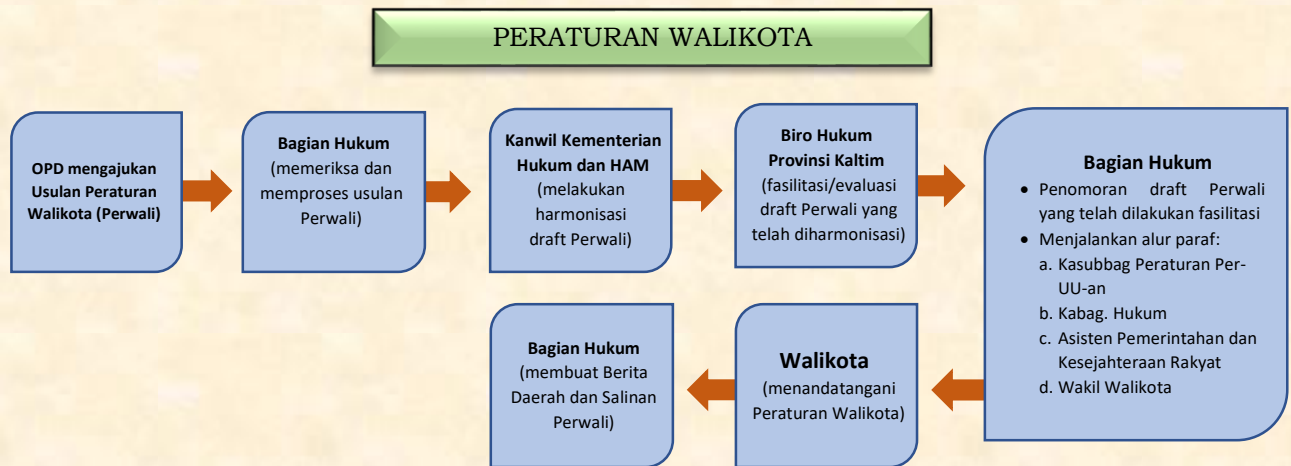 PERATURAN WALIKOTA
OPD mengajukan
Usulan Peraturan
Walikota (Perwali)
Bagian Hukum
(memeriksa dan
memproses usulan
Perwali)
Kanwil Kementerian
Hukum dan HAM
(melakukan
harmonisasi
draft Perwali)
Biro Hukum
Provinsi Kaltim
(fasilitasi/evaluasi
draft Perwali yang
telah diharmonisasi)
Bagian Hukum
• Penomoran draft Perwali
yang telah dilakukan fasilitasi
• Menjalankan alur paraf:
a. Kasubbag Peraturan Per-
UU-an
b. Kabag. Hukum
c. Asisten Pemerintahan dan
Kesejahteraan Rakyat
d. Wakil Walikota
Walikota
(menandatangani
Peraturan Walikota)
Bagian Hukum
(membuat Berita
Daerah dan Salinan
Perwali)